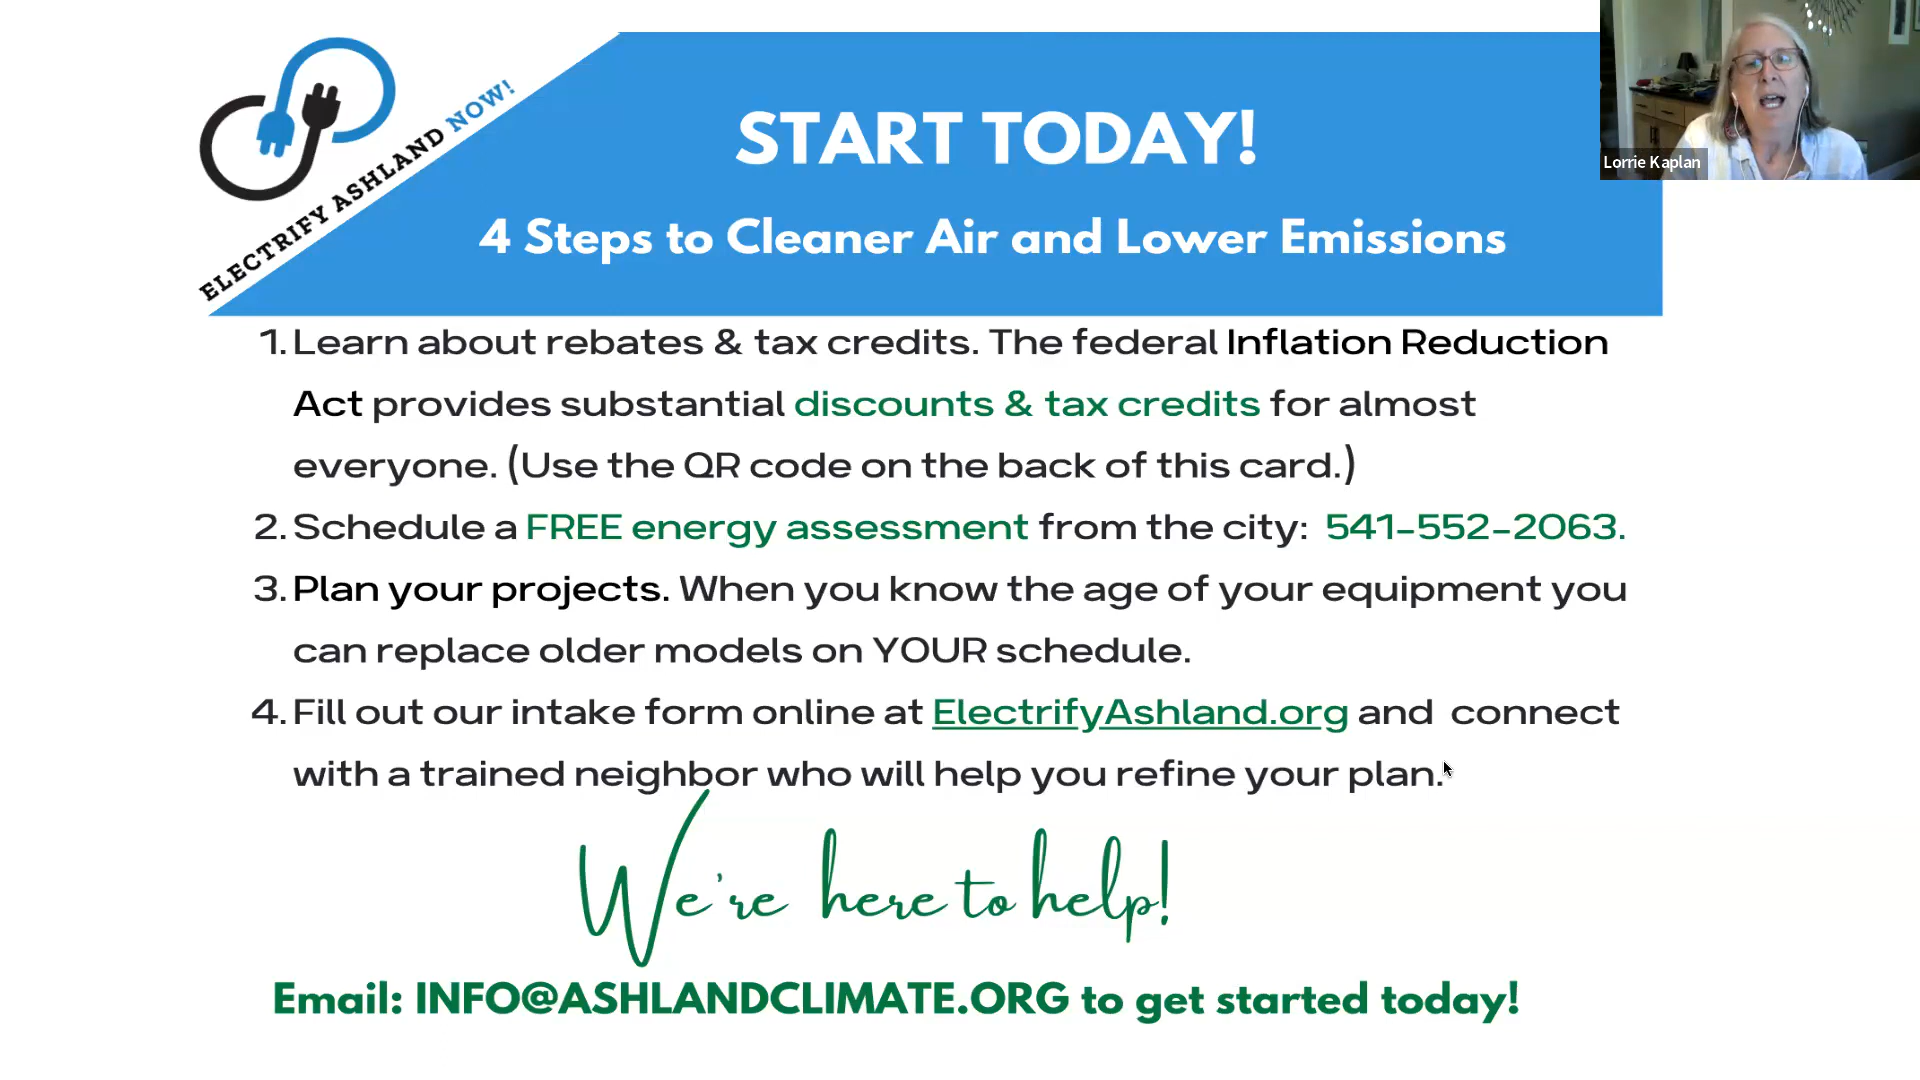 ELECTRIFY ASHLAND NOW!
START TODAY!
4 Steps to Cleaner Air and Lower Emissions
Lorrie Kaplan
1. Learn about rebates & tax credits. The federal Inflation Reduction
Act provides substantial discounts & tax credits for almost
everyone. (Use the QR code on the back of this card.)
2. Schedule a FREE energy assessment from the city: 541-552-2063.
3. Plan your projects. When you know the age of your equipment you
can replace older models on YOUR schedule.
4. Fill out our intake form online at ElectrifyAshland.org and connect
with a trained neighbor who will help you refine your plan.
We're here to help!
Email: INFO@ASHLANDCLIMATE.ORG to get started today!